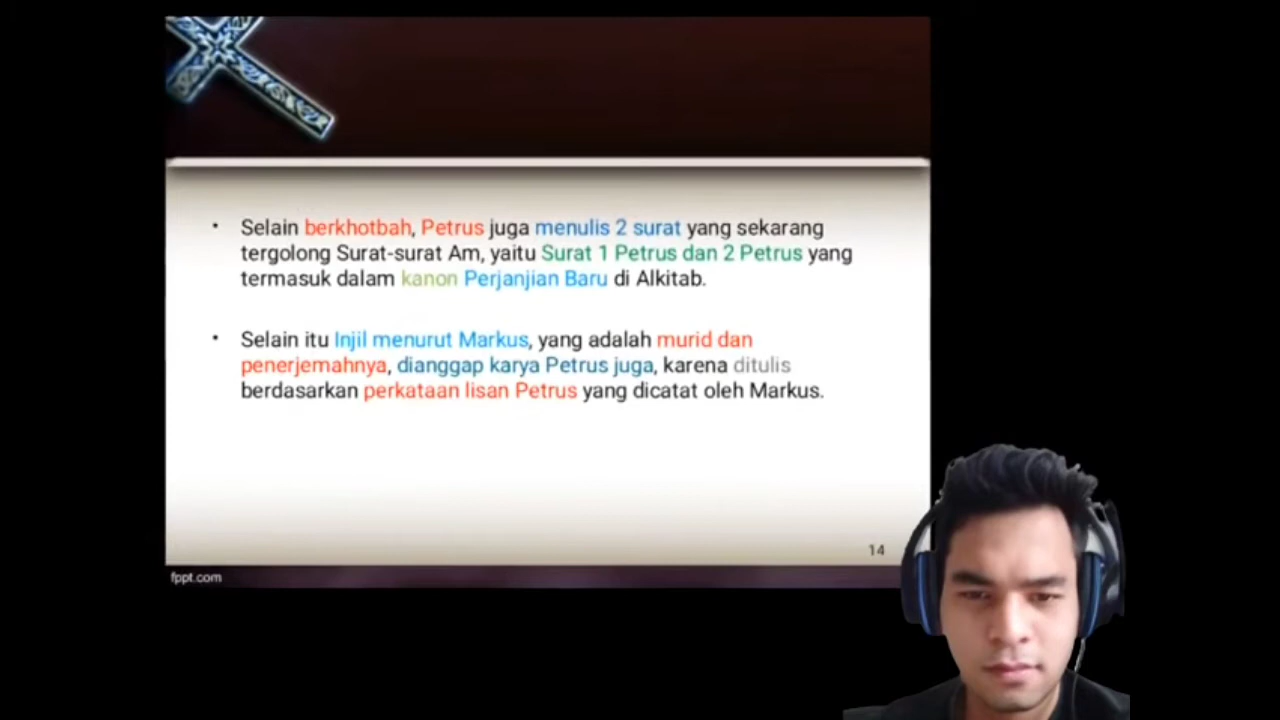 • Selain berkhotbah, Petrus juga menulis 2 surat yang sekarang
tergolong Surat-surat Am, yaitu Surat 1 Petrus dan 2 Petrus yang
termasuk dalam kanon Perjanjian Baru di Alkitab.
• Selain itu Injil menurut Markus, yang adalah murid dan
penerjemahnya, dianggap karya Petrus juga, karena ditulis
berdasarkan perkataan lisan Petrus yang dicatat oleh Markus.
14
fppt.com